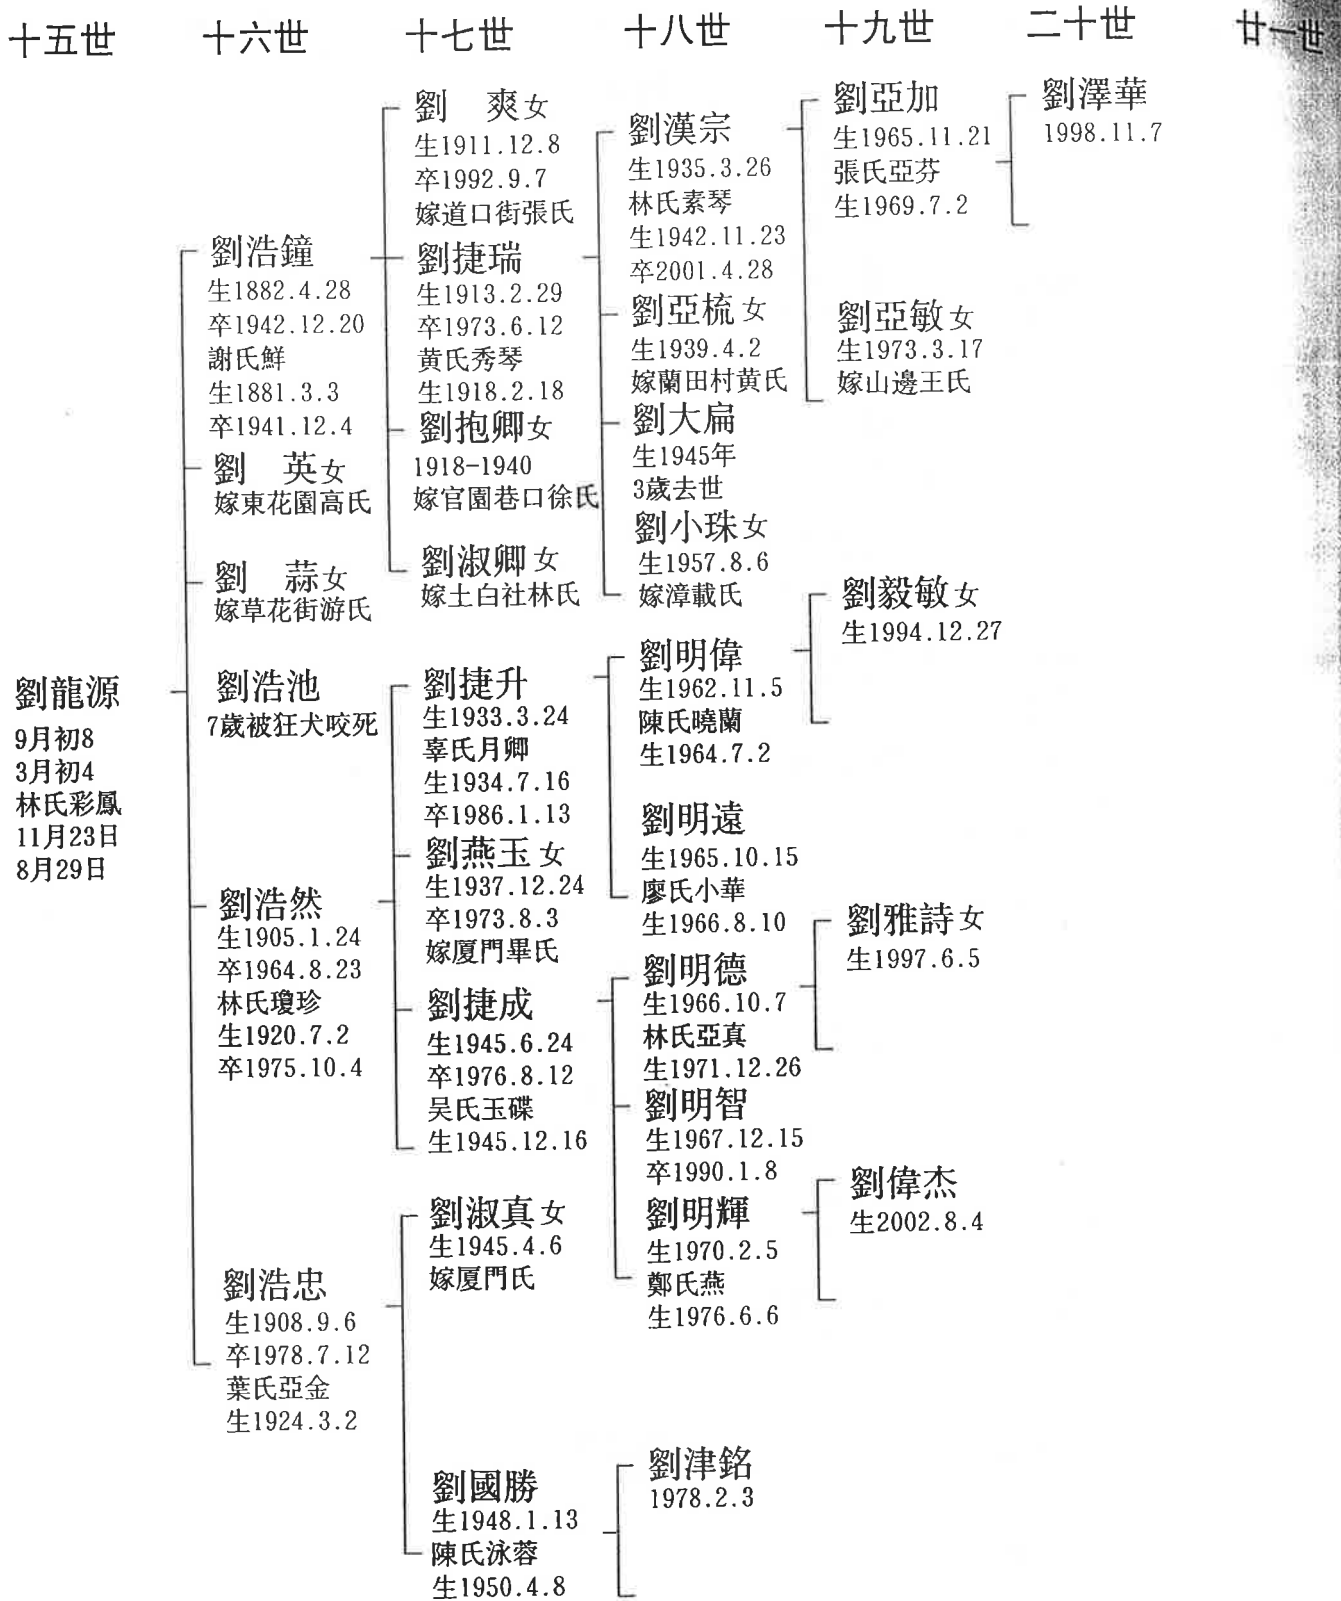 十五世
十六世
十七世
十八世
十九世
二十世
廿一世
劉龍源
9月初8
3月初4
林氏彩鳳
11月23日
8月29日
劉浩鐘
生1882.4.28
卒1942.12.20
謝氏鮮
生1881.3.3
卒1941.12.4
劉　英女
嫁東花園高氏
劉　蒜女
嫁草花街游氏
劉浩池
7歲被狂犬咬死
劉浩然
生1905.1.24
卒1964.8.23
林氏瓊珍
生1920.7.2
卒1975.10.4
劉浩忠
生1908.9.6
卒1978.7.12
葉氏亞金
生1924.3.2
劉　爽女
生1911.12.8
卒1992.9.7
嫁道口街張氏
劉捷瑞
生1913.2.29
卒1973.6.12
黄氏秀琴
生1918.2.18
劉抱卿女
1918-1940
嫁官園巷口徐氏
劉淑卿女
嫁土白社林氏
劉捷升
生1933.3.24
辜氏月卿
生1934.7.16
卒1986.1.13
劉燕玉女
生1937.12.24
卒1973.8.3
嫁厦門畢氏
劉捷成
生1945.6.24
卒1976.8.12
吴氏玉碟
生1945.12.16
劉淑真女
生1945.4.6
嫁厦門氏
劉國勝
生1948.1.13
陳氏泳蓉
生1950.4.8
劉漢宗
生1935.3.26
林氏素琴
生1942.11.23
卒2001.4.28
劉亞梳女
生1939.4.2
嫁蘭田村黄氏
劉大扁
生1945年
3歲去世
劉小珠女
生1957.8.6
嫁漳載氏
劉明偉
生1962.11.5
陳氏曉蘭
生1964.7.2
劉明遠
生1965.10.15
廖氏小華
生1966.8.10
劉明德
生1966.10.7
林氏亞真
生1971.12.26
劉明智
生1967.12.15
卒1990.1.8
劉明輝
生1970.2.5
鄭氏燕
生1976.6.6
劉津銘
1978.2.3
劉亞加
生1965.11.21
張氏亞芬
生1969.7.2
劉亞敏女
生1973.3.17
嫁山邊王氏
劉毅敏女
生1994.12.27
劉雅詩女
生1997.6.5
劉偉杰
生2002.8.4
劉澤華
1998.11.7